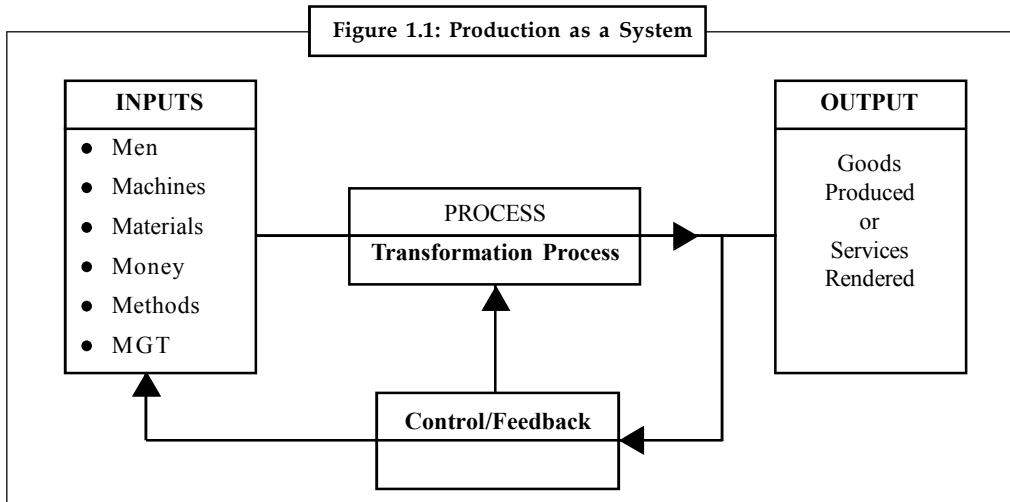 Figure 1.1: Production as a System
INPUTS
● Men
● Machines
● Materials
● Money
● Methods
● MGT
PROCESS
Transformation Process
Control/Feedback
OUTPUT
Goods
Produced
or
Services
Rendered